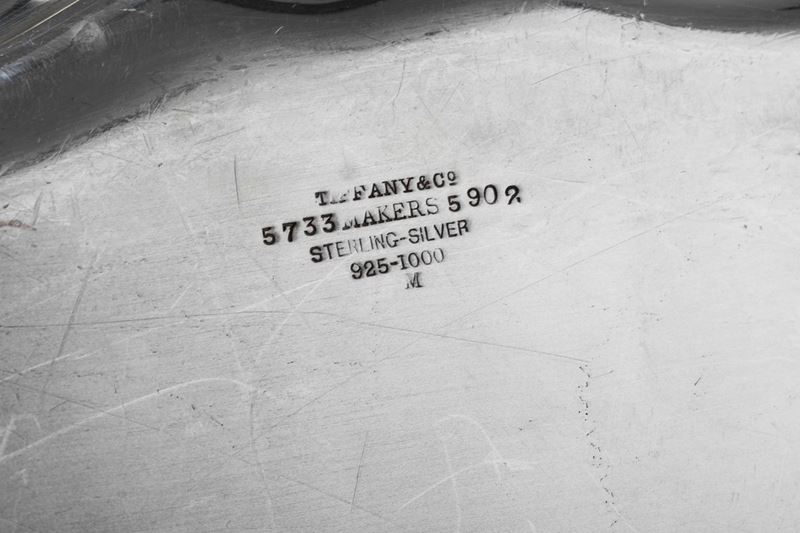 TIFFANY&Co
5733 MAKERS 5902
STERLING-SILVER
925-1000
M